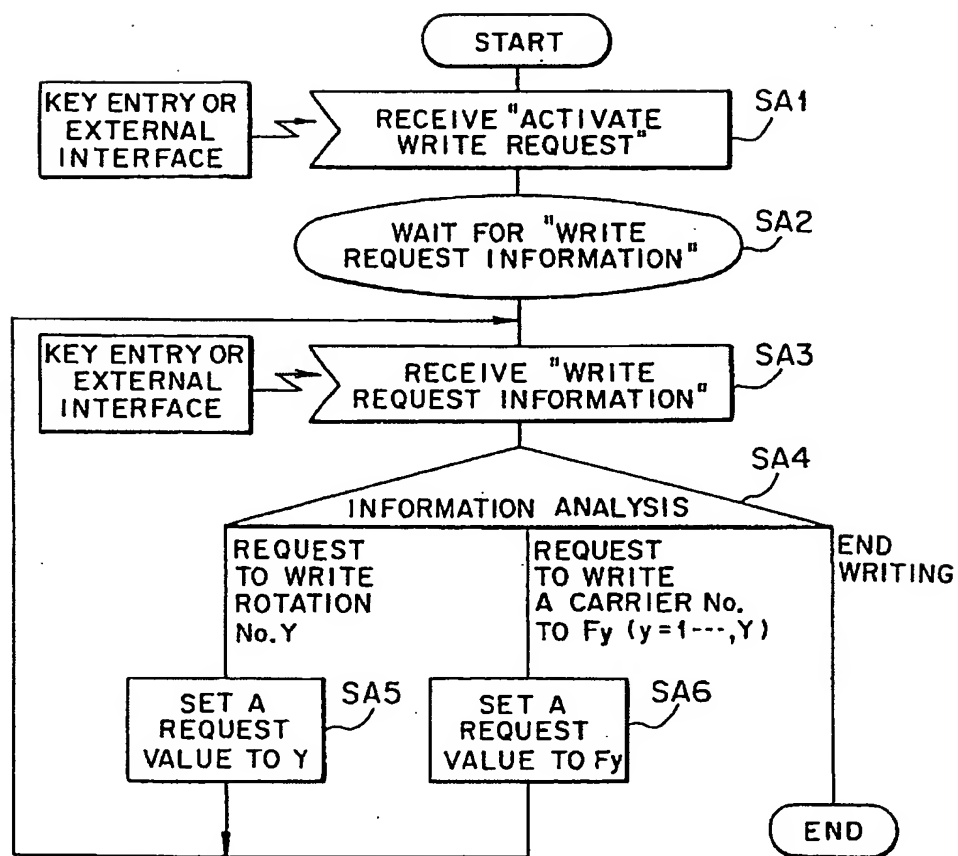 START
KEY ENTRY OR
EXTERNAL
INTERFACE
RECEIVE "ACTIVATE
WRITE REQUEST"
SA1
WAIT FOR "WRITE
REQUEST INFORMATION"
SA2
KEY ENTRY OR
EXTERNAL
INTERFACE
RECEIVE "WRITE
REQUEST INFORMATION"
SA3
INFORMATION ANALYSIS
SA4
REQUEST
TO WRITE
ROTATION
No. Y
REQUEST
TO WRITE
A CARRIER No.
TO Fy (y=1---,Y)
END
WRITING
SET A
REQUEST
VALUE TO Y
SA5
SET A
REQUEST
VALUE TO Fy
SA6
END